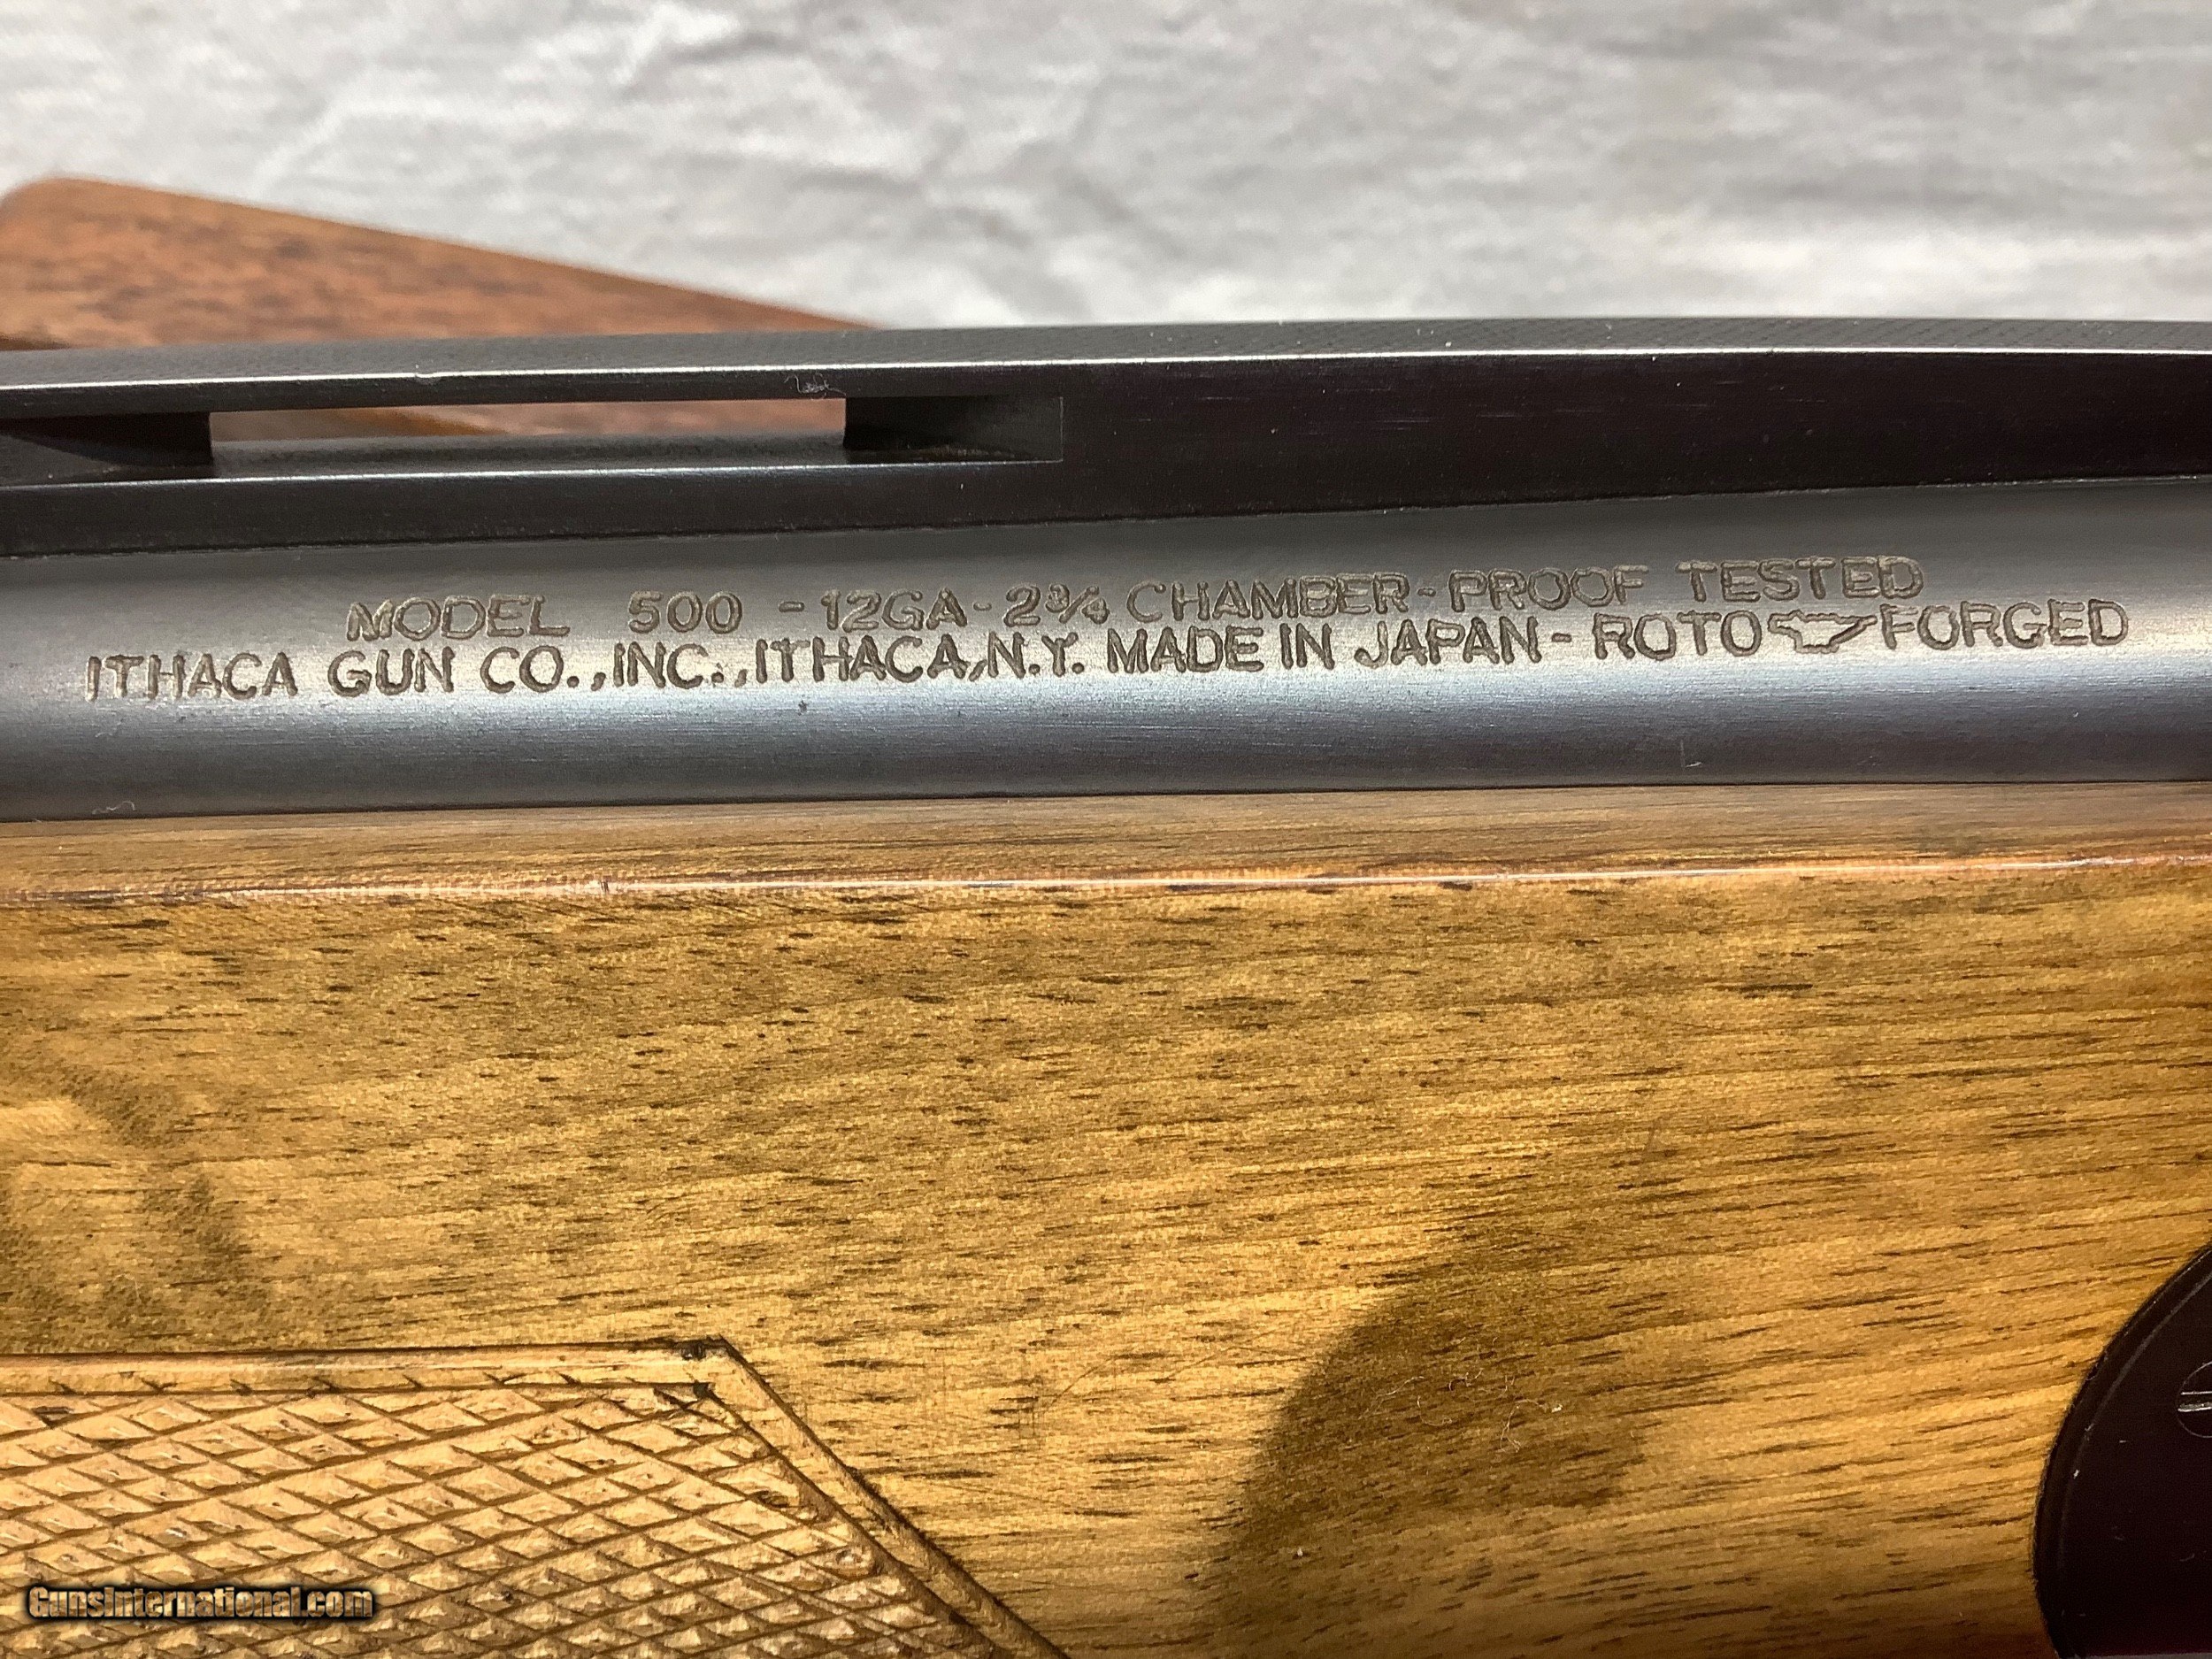 MODEL 500 - 12GA - 2¾ CHAMBER - PROOF TESTED
ITHACA GUN CO., INC., ITHACA, N.Y. MADE IN JAPAN - ROTO FORGED
GunsInternational.com